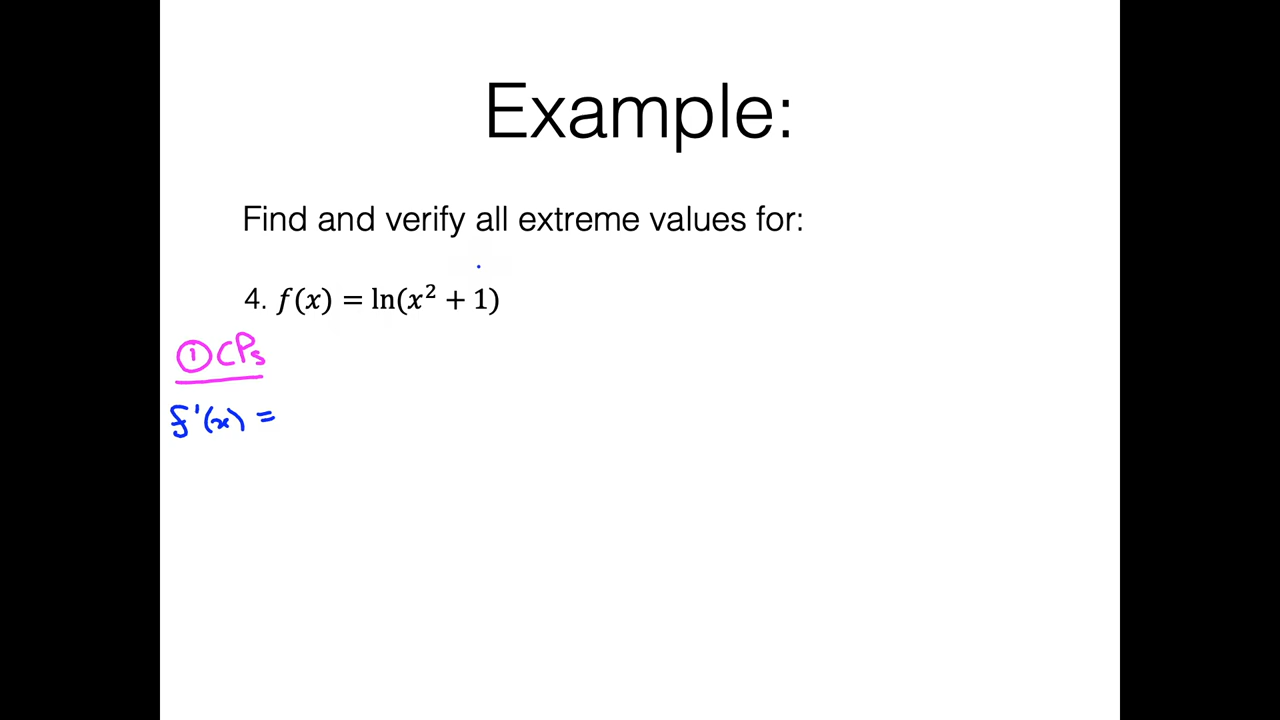 Example:
Find and verify all extreme values for:
4. f(x) = ln(x² + 1)
① CPs
f'(x) =